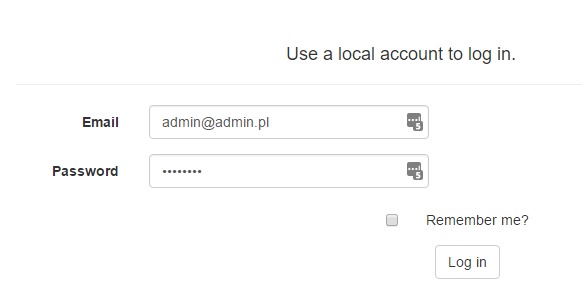 Use a local account to log in.
Email admin@admin.pl
Password ••••••••
Remember me?
Log in